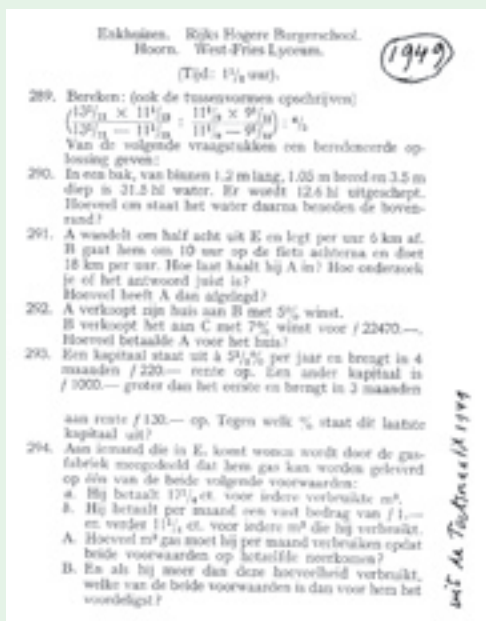 Enkhuizen. Rijks Hogere Burgerschool.
Hoorn. West-Fries Lyceum.
1949
(Tijd: 1½ uur).
289. Bereken: (ook de tussenvormen opschrijven)
Van de volgende vraagstukken een beredeneerde op-
lossing geven:
290. In een bak, van binnen 1.2 m lang, 1.05 m breed en 3.5 m
diep is 31.5 hl water. Er wordt 12.6 hl uitgeschept.
Hoeveel cm staat het water daarna beneden de boven-
rand?
291. A wandelt om half acht uit E en legt per uur 6 km af.
B gaat hem om 10 uur op de fiets achterna en doet
18 km per uur. Hoe laat haalt hij A in? Hoe onderzoek
je of het antwoord juist is?
Hoeveel heeft A dan afgelegd?
292. A verkoopt zijn huis aan B met 5% winst.
B verkoopt het aan C met 7% winst voor f 22470.—.
Hoeveel betaalde A voor het huis?
293. Een kapitaal staat uit à % per jaar en brengt in 4
maanden f 220.— rente op. Een ander kapitaal is
f 1000.— groter dan het eerste en brengt in 3 maanden
aan rente f 120.— op. Tegen welk % staat dit laatste
kapitaal uit?
294. Aan iemand die in E. komt wonen wordt door de gas-
fabriek meegedeeld dat hem gas kan worden geleverd
op één van de beide volgende voorwaarden:
a. Hij betaalt ct. voor iedere verbruikte m³.
b. Hij betaalt per maand een vast bedrag van f 1.—
en verder ct. voor iedere m³ die hij verbruikt.
A. Hoeveel m³ gas moet hij per maand verbruiken opdat
beide voorwaarden op hetzelfde neerkomen?
B. En als hij meer dan deze hoeveelheid verbruikt,
welke van de beide voorwaarden is dan voor hem het
voordeligst?
uit de 1949